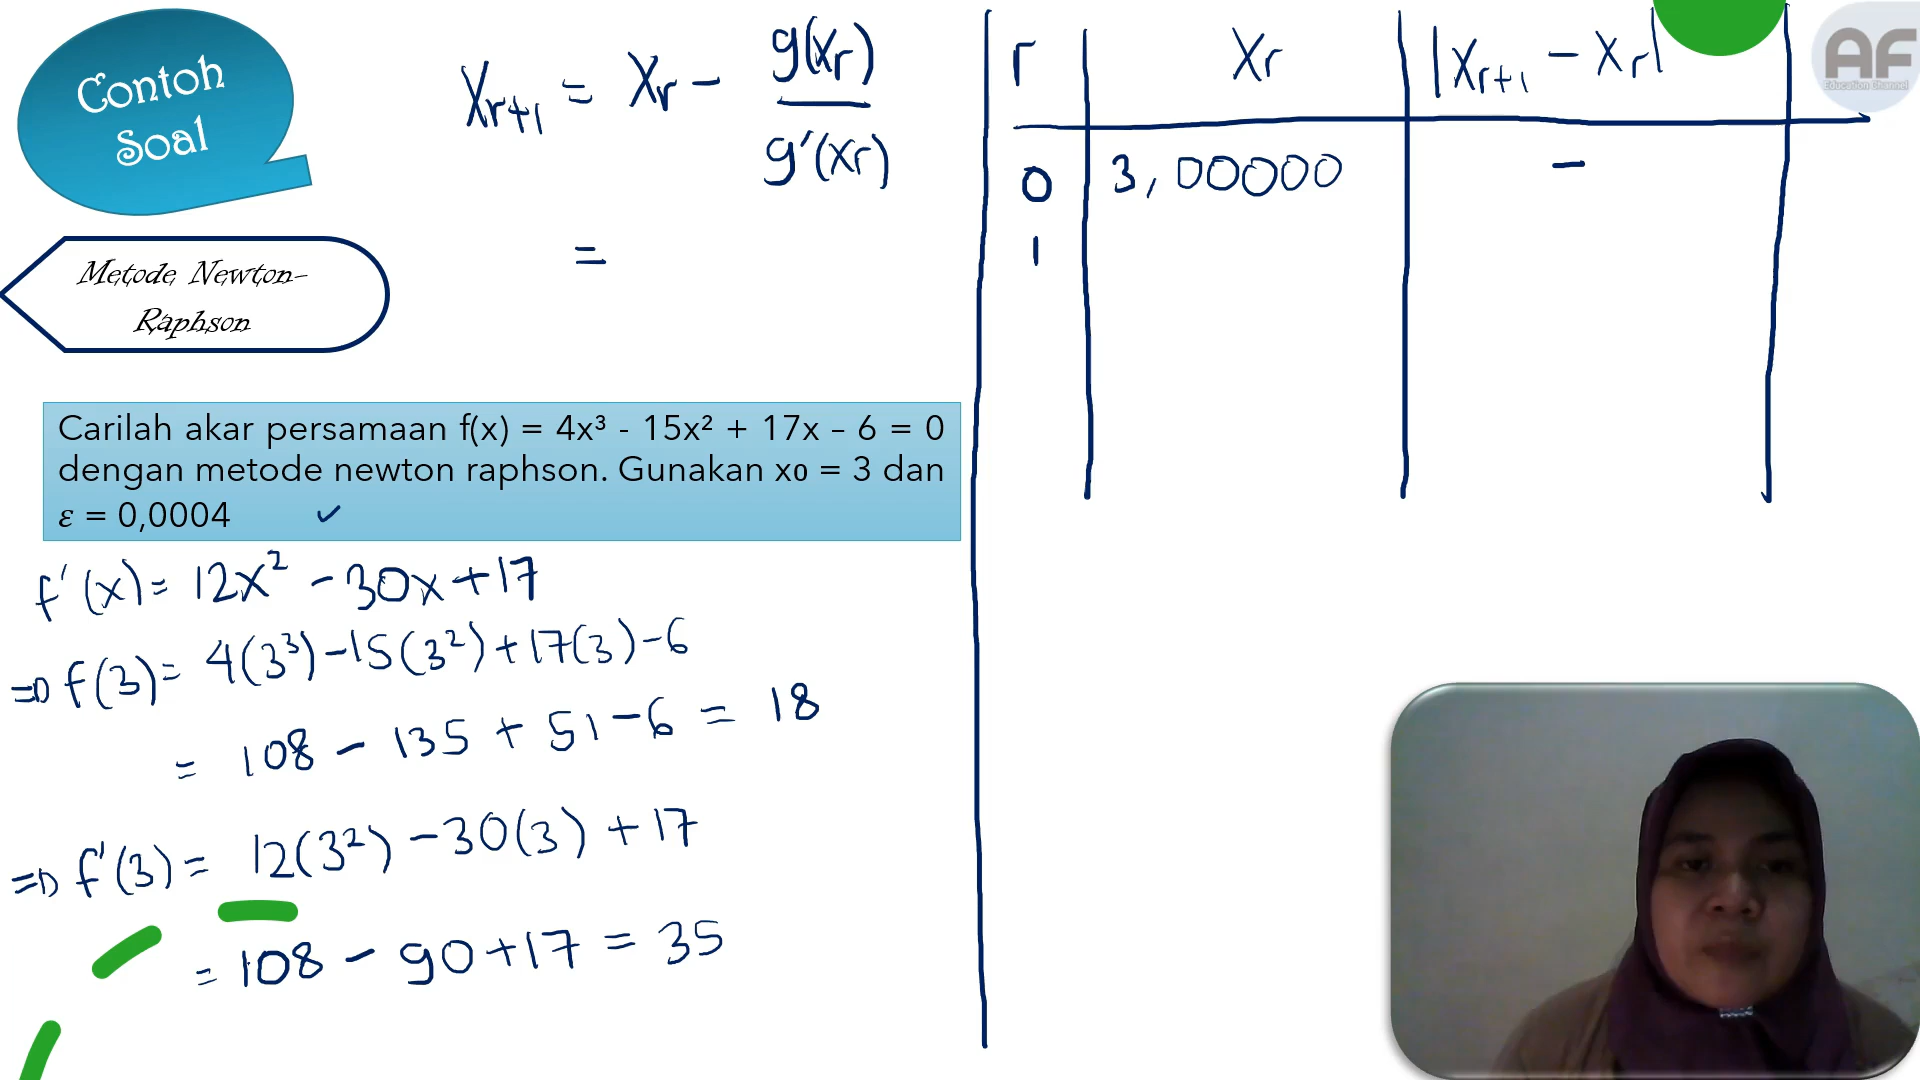 Contoh
Soal
Metode Newton-
Raphson
Xr+1 = Xr - g(Xr) / g'(Xr)
=
r | Xr | |Xr+1 - Xr|
0 | 3,00000 | -
1
AF
Education Channel
Carilah akar persamaan f(x) = 4x³ - 15x² + 17x – 6 = 0
dengan metode newton raphson. Gunakan x₀ = 3 dan
ε = 0,0004 ✓
f'(x) = 12x² - 30x + 17
⇒ f(3) = 4(3³) - 15(3²) + 17(3) - 6
= 108 - 135 + 51 - 6 = 18
⇒ f'(3) = 12(3²) - 30(3) + 17
= 108 - 90 + 17 = 35